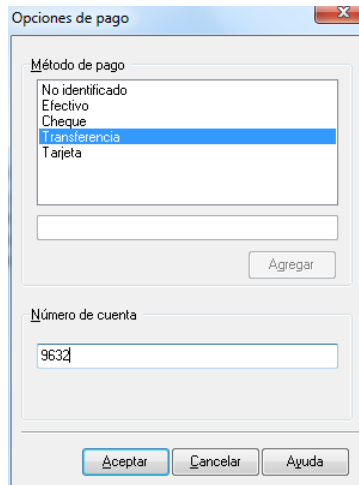 Opciones de pago
Método de pago
No identificado
Efectivo
Cheque
Transferencia
Tarjeta
Agregar
Número de cuenta
9632
Aceptar Cancelar Ayuda